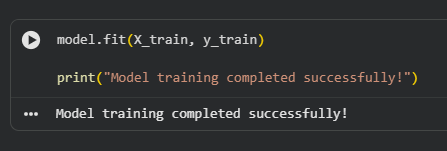 model.fit(X_train, y_train)
print("Model training completed successfully!")
Model training completed successfully!